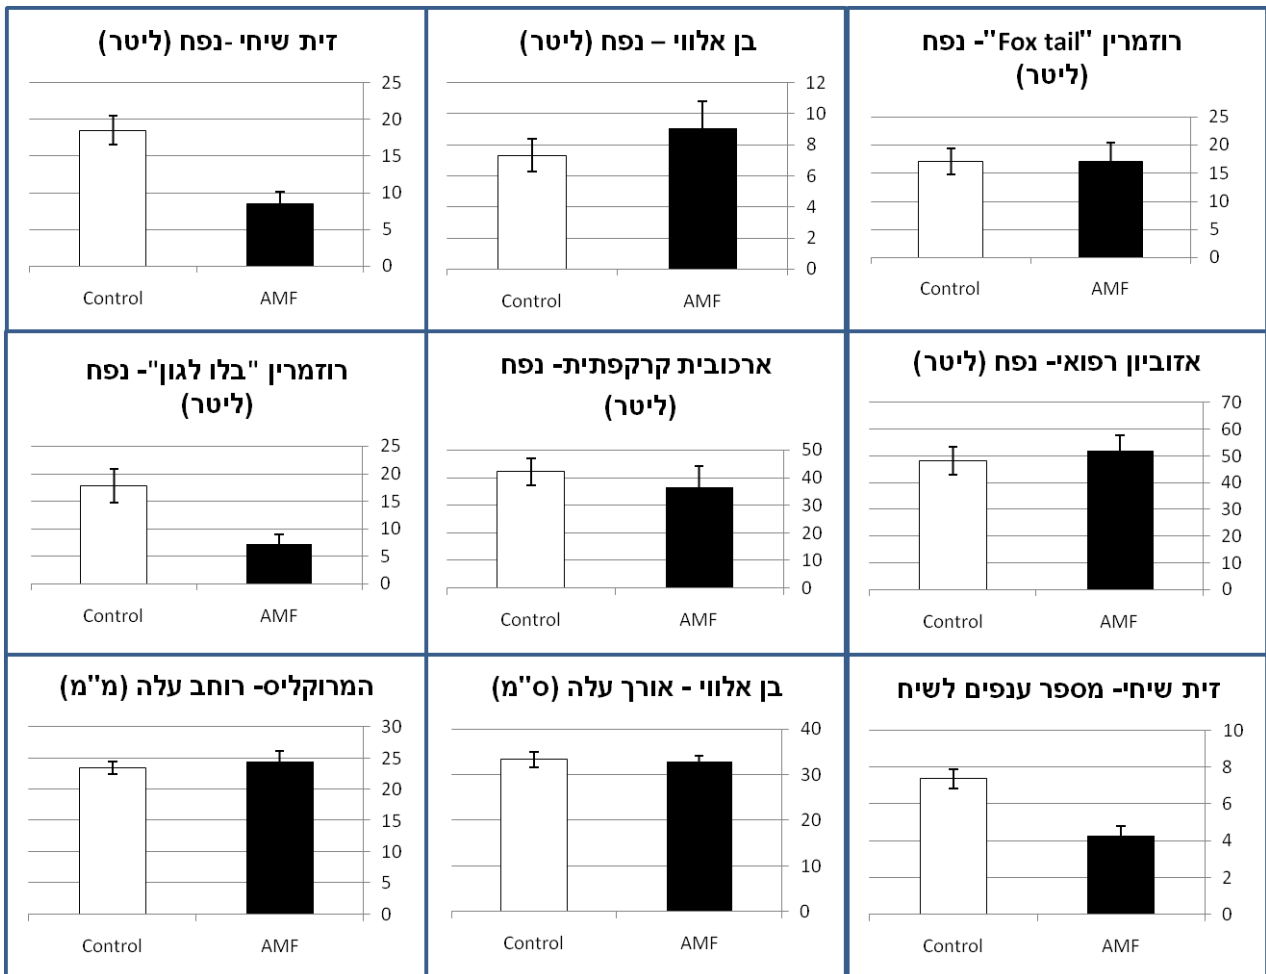 רוזמרין "Fox tail"- נפח
(ליטר)
25
20
15
10
5
0
Control
AMF
בן אלווי – נפח (ליטר)
12
10
8
6
4
2
0
Control
AMF
זית שיחי -נפח (ליטר)
25
20
15
10
5
0
Control
AMF
אזוביון רפואי- נפח (ליטר)
70
60
50
40
30
20
10
0
Control
AMF
ארכובית קרקפתית- נפח
(ליטר)
50
40
30
20
10
0
Control
AMF
רוזמרין "בלו לגון"- נפח
(ליטר)
25
20
15
10
5
0
Control
AMF
זית שיחי- מספר ענפים לשיח
10
8
6
4
2
0
Control
AMF
בן אלווי - אורך עלה (ס"מ)
40
30
20
10
0
Control
AMF
המרוקליס- רוחב עלה (מ"מ)
30
25
20
15
10
5
0
Control
AMF